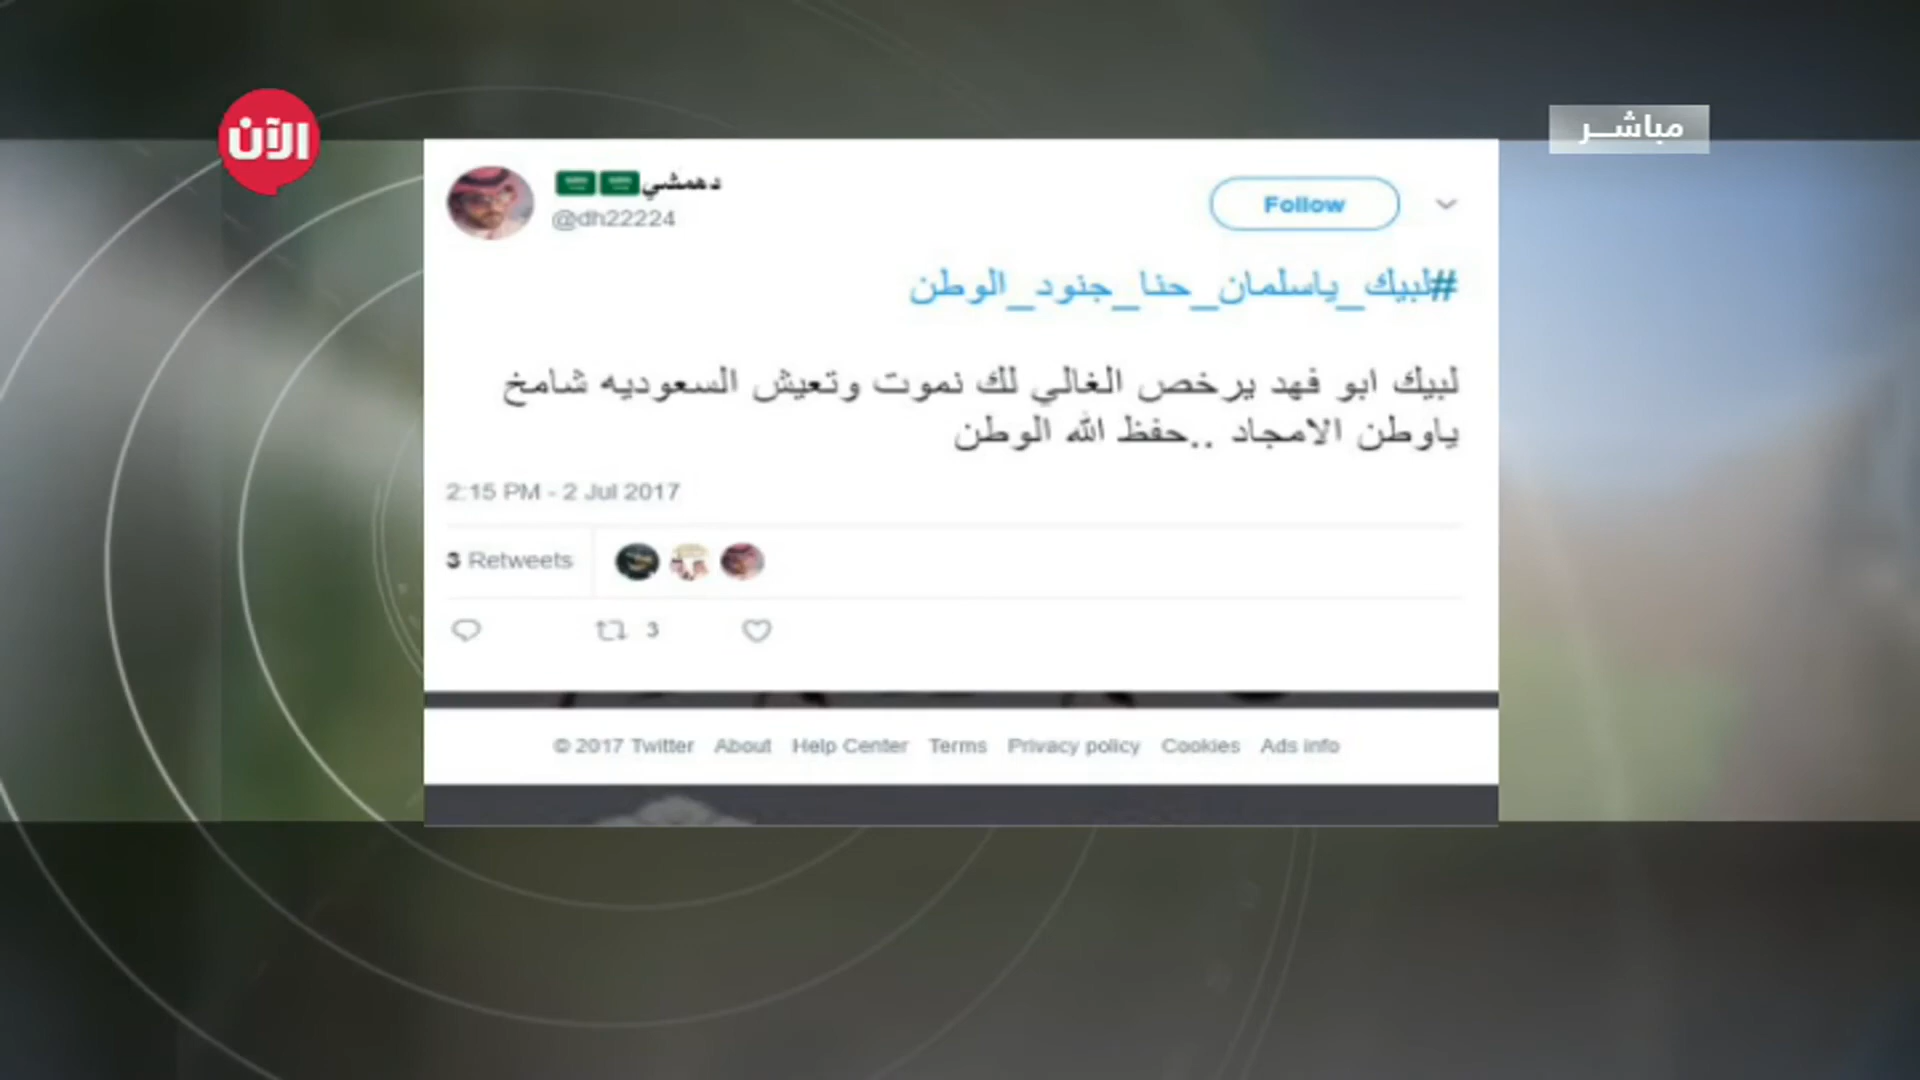 الآن
مباشر
دهمشي
@dh22224
Follow
#لبيك_ياسلمان_حنا_جنود_الوطن
لبيك ابو فهد يرخص الغالي لك نموت وتعيش السعوديه شامخ
ياوطن الامجاد ..حفظ الله الوطن
2:15 PM - 2 Jul 2017
3 Retweets
3
© 2017 Twitter About Help Center Terms Privacy policy Cookies Ads info